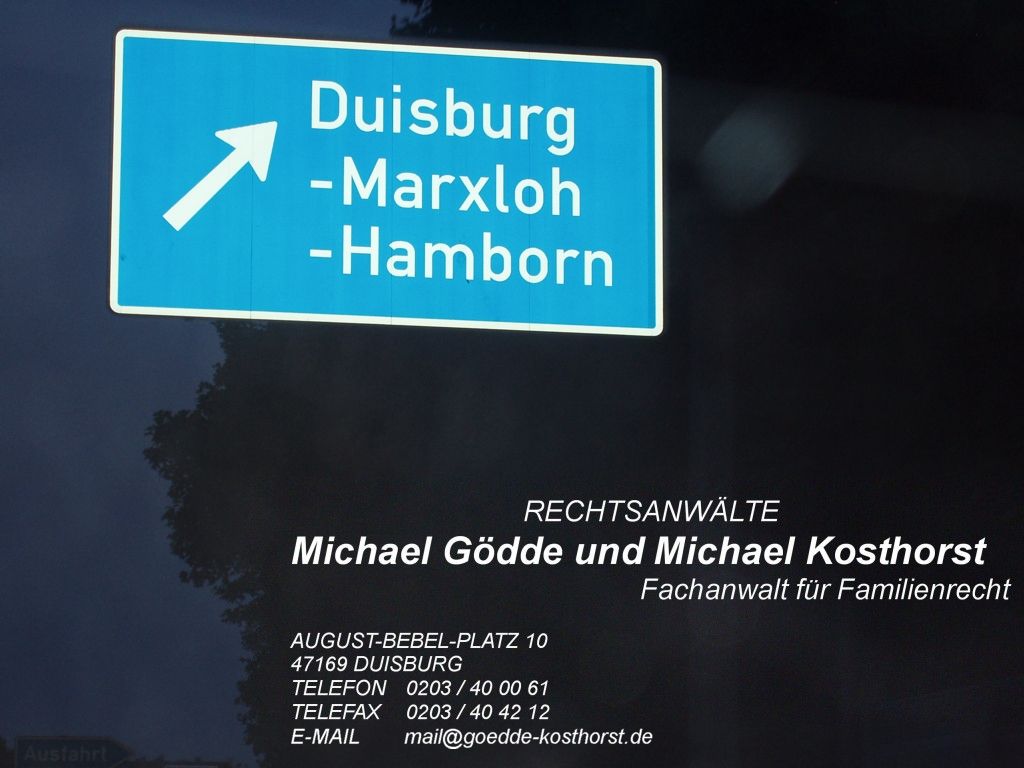 Duisburg
-Marxloh
-Hamborn
RECHTSANWÄLTE
Michael Gödde und Michael Kosthorst
Fachanwalt für Familienrecht
AUGUST-BEBEL-PLATZ 10
47169 DUISBURG
TELEFON 0203 / 40 00 61
TELEFAX 0203 / 40 42 12
E-MAIL mail@goedde-kosthorst.de
Ausfahrt